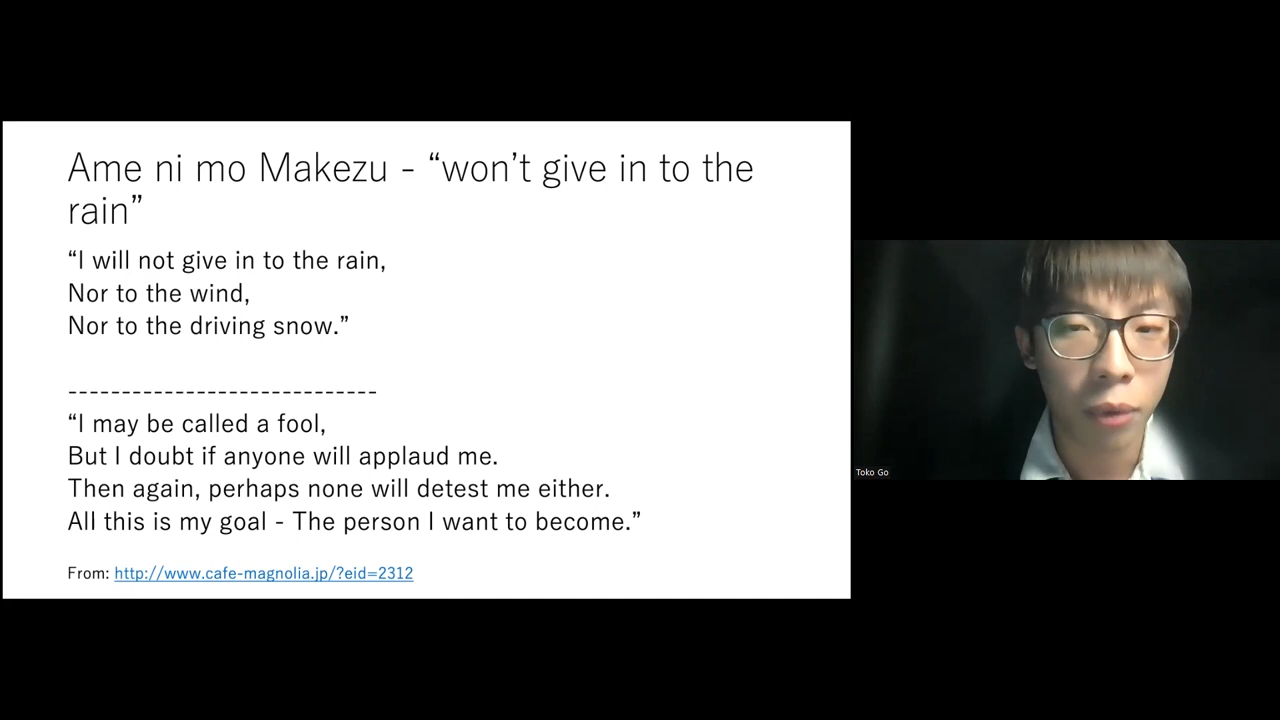 Ame ni mo Makezu - “won’t give in to the
rain”
“I will not give in to the rain,
Nor to the wind,
Nor to the driving snow.”
-----------------------------
“I may be called a fool,
But I doubt if anyone will applaud me.
Then again, perhaps none will detest me either.
All this is my goal - The person I want to become.”
From: http://www.cafe-magnolia.jp/?eid=2312
Toko Go